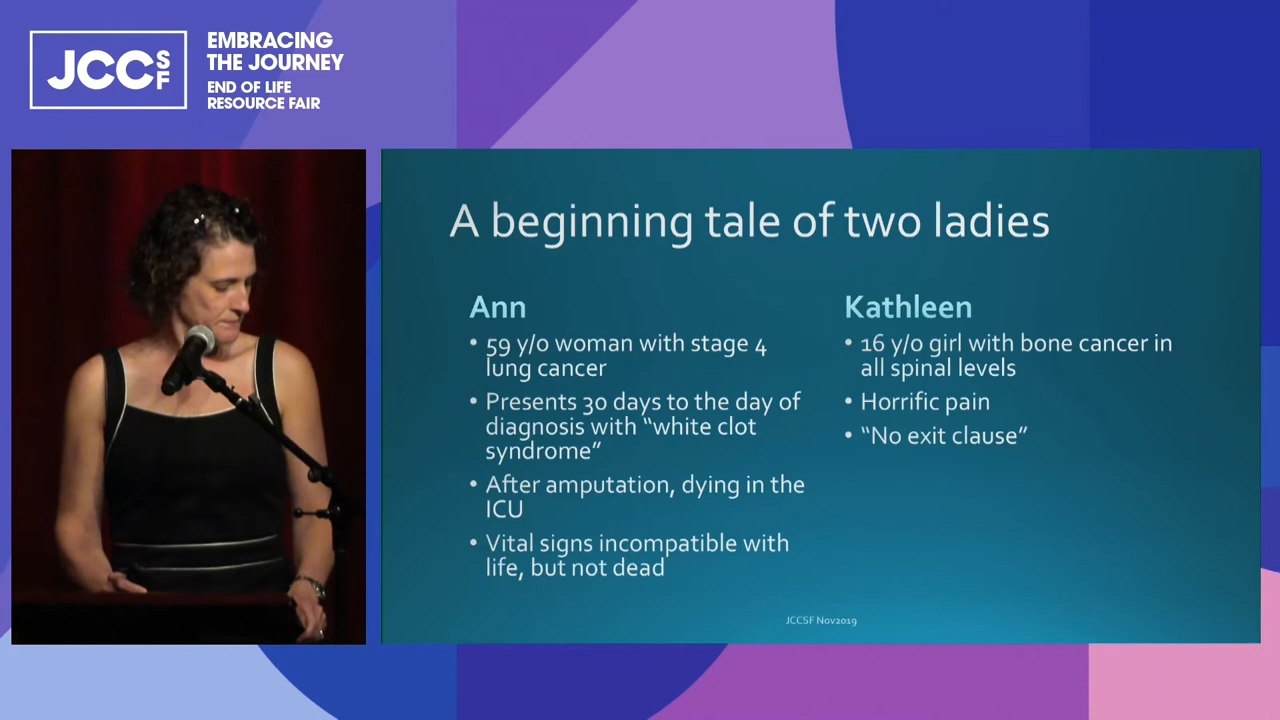 JCCSF
EMBRACING
THE JOURNEY
END OF LIFE
RESOURCE FAIR
A beginning tale of two ladies
Ann
• 59 y/o woman with stage 4
lung cancer
• Presents 30 days to the day of
diagnosis with “white clot
syndrome”
• After amputation, dying in the
ICU
• Vital signs incompatible with
life, but not dead
Kathleen
• 16 y/o girl with bone cancer in
all spinal levels
• Horrific pain
• “No exit clause”
JCCSF Nov2019